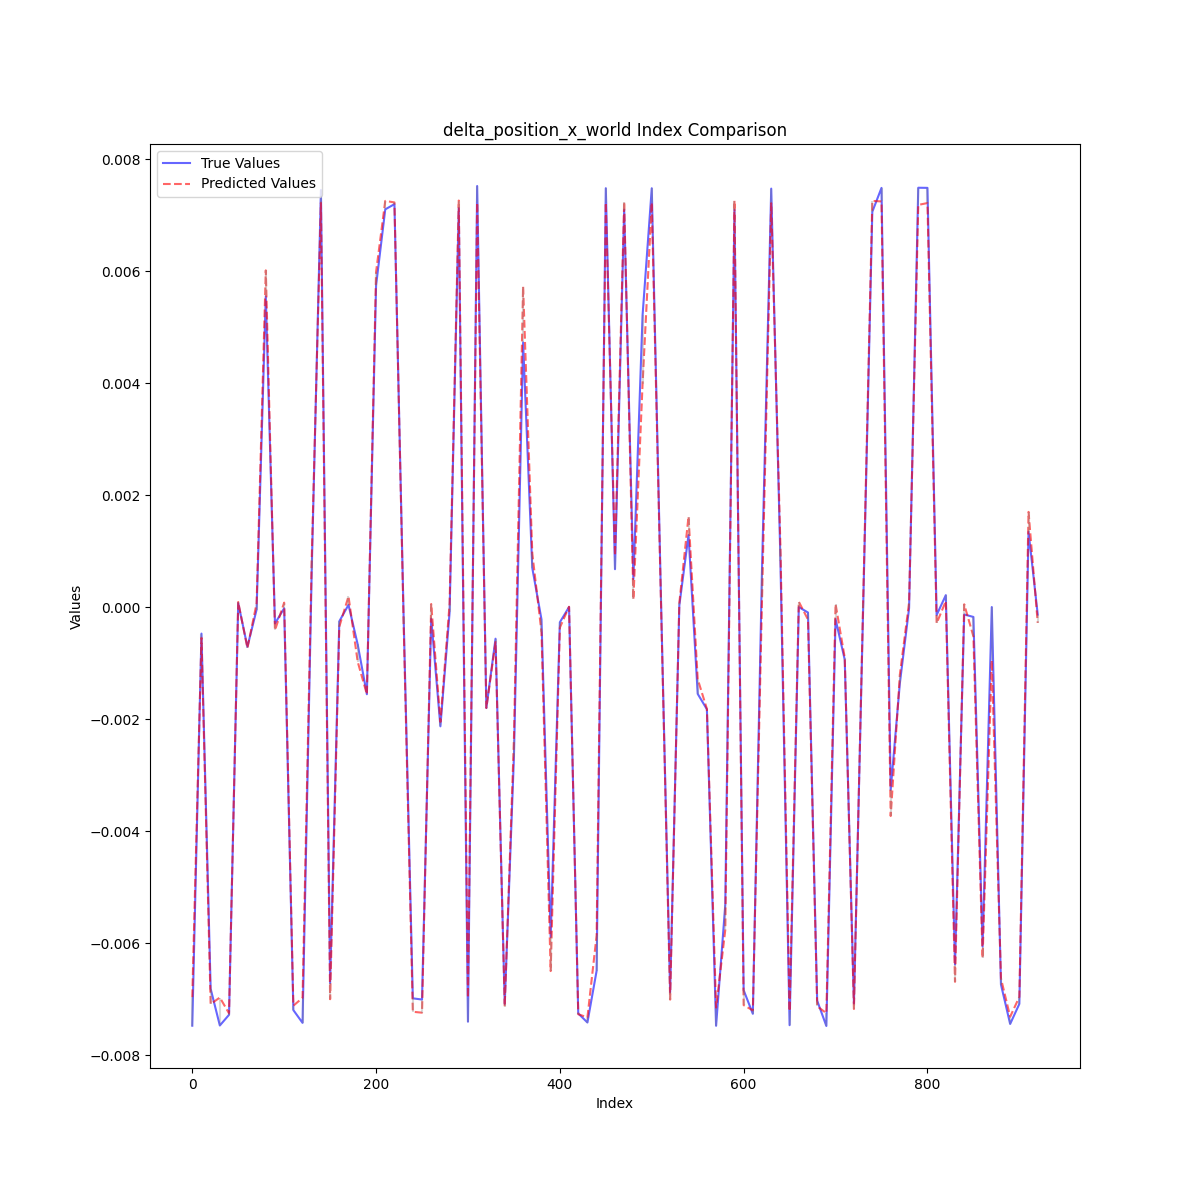 delta_position_x_world Index Comparison
True Values
Predicted Values
0.008
0.006
0.004
0.002
0.000
−0.002
−0.004
−0.006
−0.008
Values
0 200 400 600 800
Index